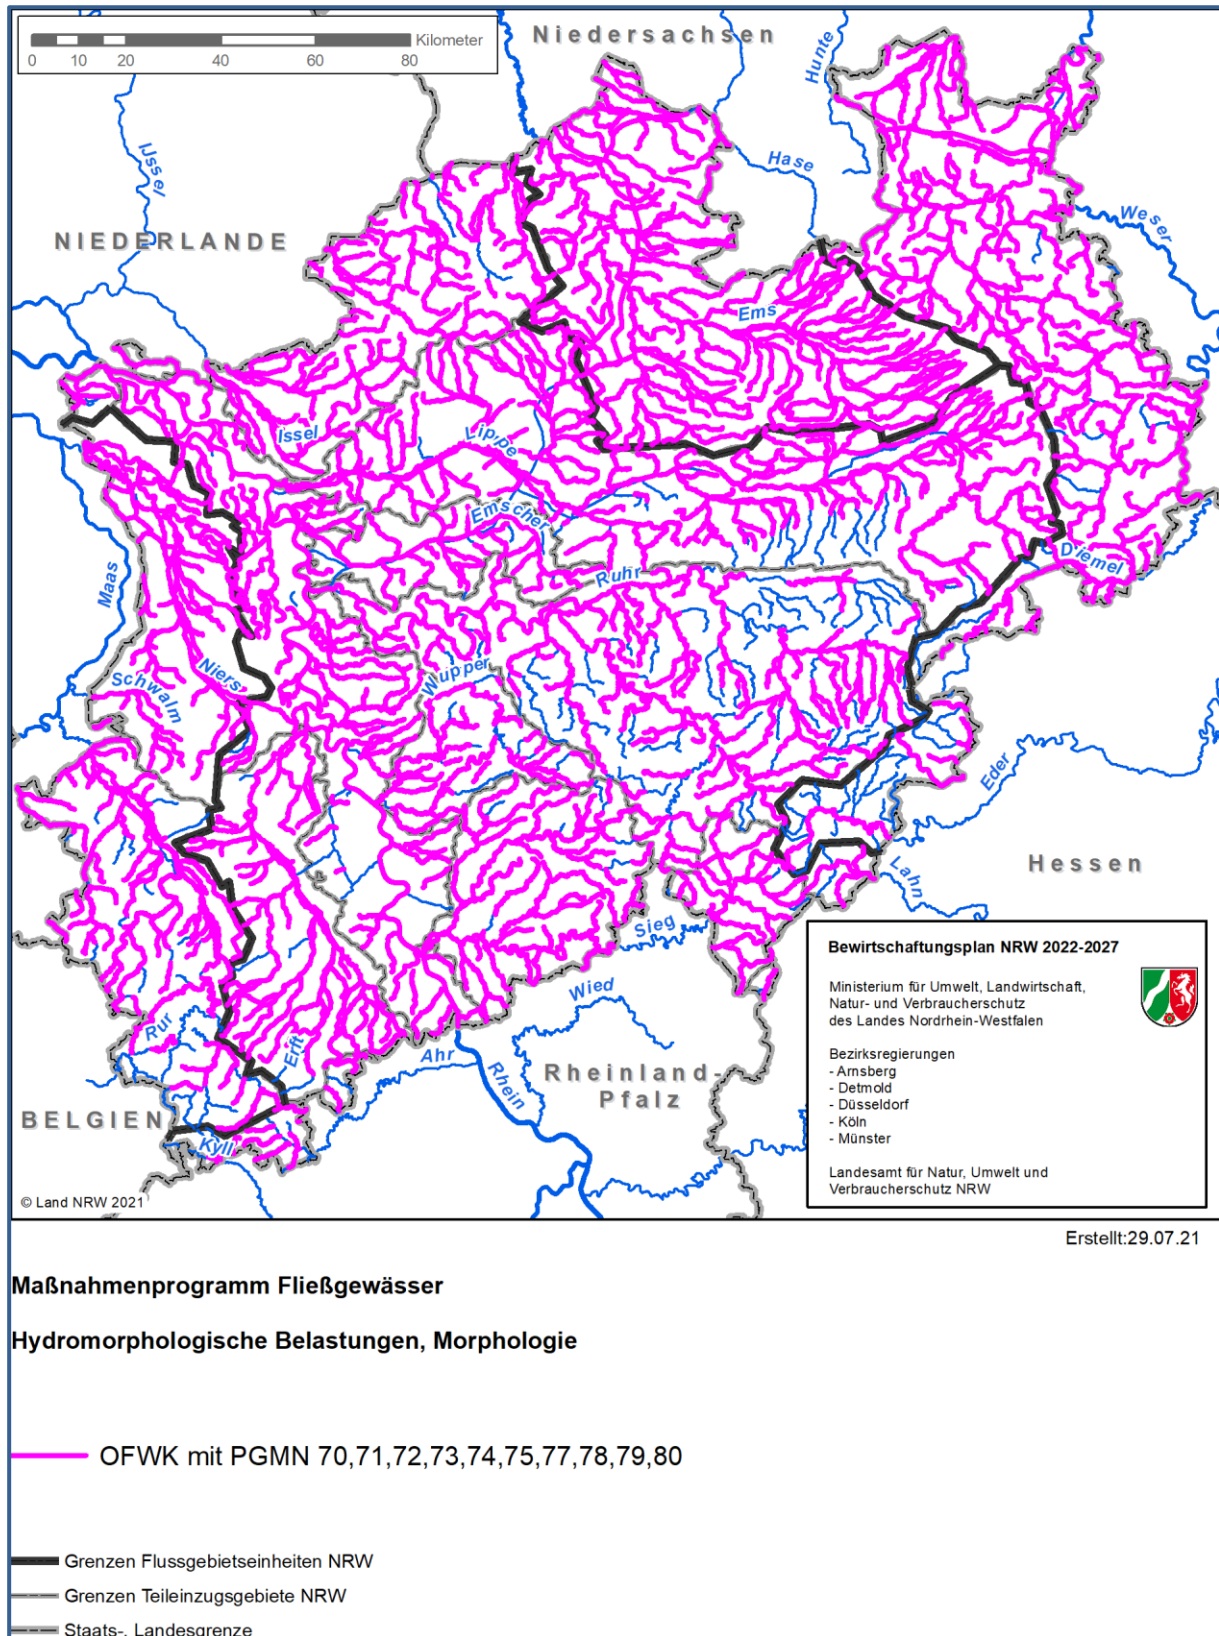 Kilometer
0 10 20 40 60 80
Niedersachsen
Hunte
IJssel
Hase
NIEDERLANDE
Weser
Ems
Issel
Lippe
Emscher
Maas
Ruhr
Diemel
Niers
Wupper
Schwalm
Eder
Lahn
Hessen
Sieg
Wied
Rur
Erft
Ahr
Rhein
Rheinland-
Pfalz
BELGIEN
Kyll
Bewirtschaftungsplan NRW 2022-2027
Ministerium für Umwelt, Landwirtschaft,
Natur- und Verbraucherschutz
des Landes Nordrhein-Westfalen
Bezirksregierungen
- Arnsberg
- Detmold
- Düsseldorf
- Köln
- Münster
Landesamt für Natur, Umwelt und
Verbraucherschutz NRW
© Land NRW 2021
Erstellt:29.07.21
Maßnahmenprogramm Fließgewässer
Hydromorphologische Belastungen, Morphologie
OFWK mit PGMN 70,71,72,73,74,75,77,78,79,80
Grenzen Flussgebietseinheiten NRW
Grenzen Teileinzugsgebiete NRW
Staats-, Landesgrenze